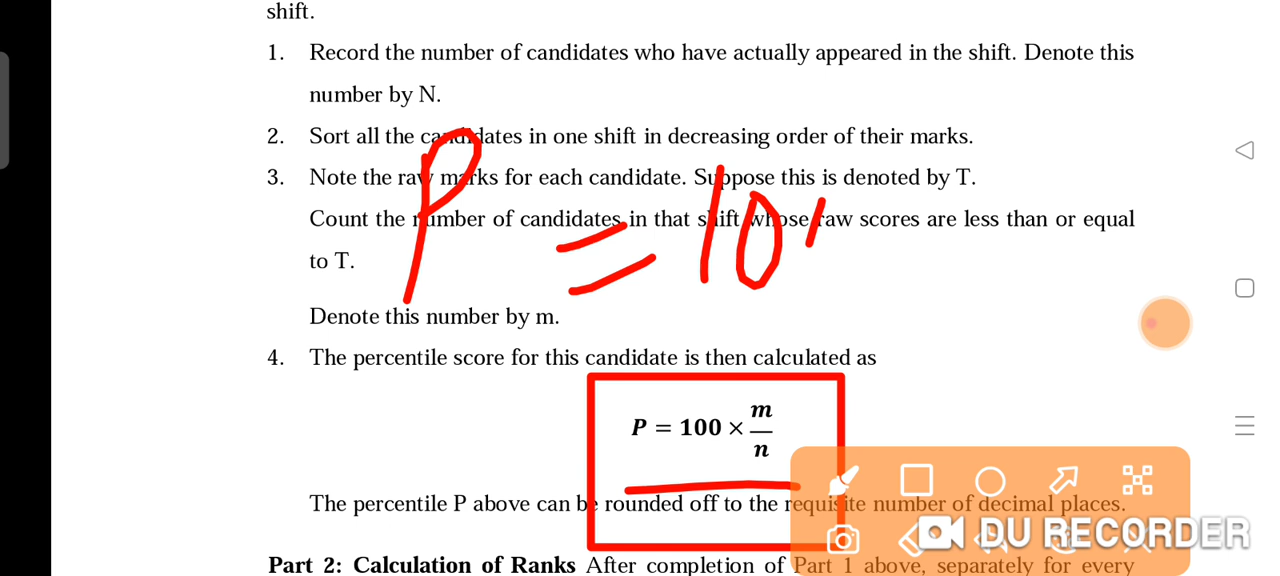 shift.
1. Record the number of candidates who have actually appeared in the shift. Denote this
number by N.
2. Sort all the candidates in one shift in decreasing order of their marks.
3. Note the raw marks for each candidate. Suppose this is denoted by T.
Count the number of candidates in that shift whose raw scores are less than or equal
to T.
P = 10
Denote this number by m.
4. The percentile score for this candidate is then calculated as
P = 100 × m/n
The percentile P above can be rounded off to the requisite number of decimal places.
DU RECORDER
Part 2: Calculation of Ranks After completion of Part 1 above, separately for every